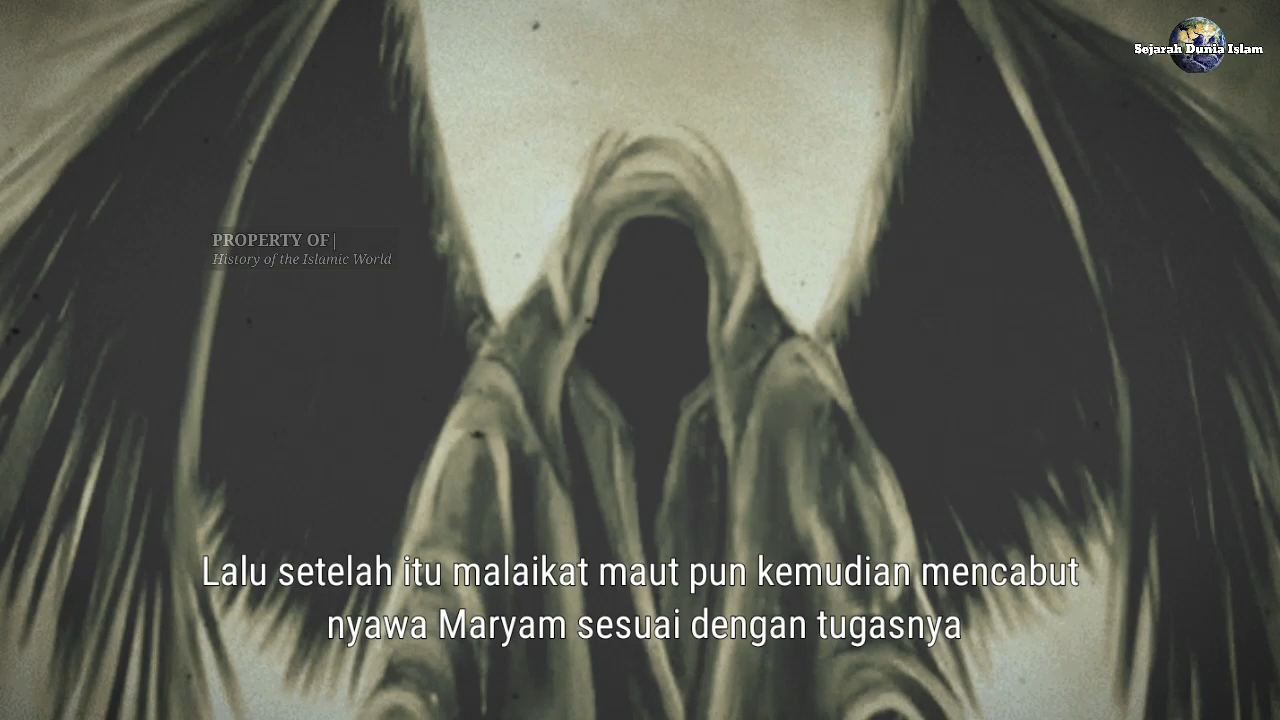 Sejarah Dunia Islam
PROPERTY OF|
History of the Islamic World
Lalu setelah itu malaikat maut pun kemudian mencabut
nyawa Maryam sesuai dengan tugasnya